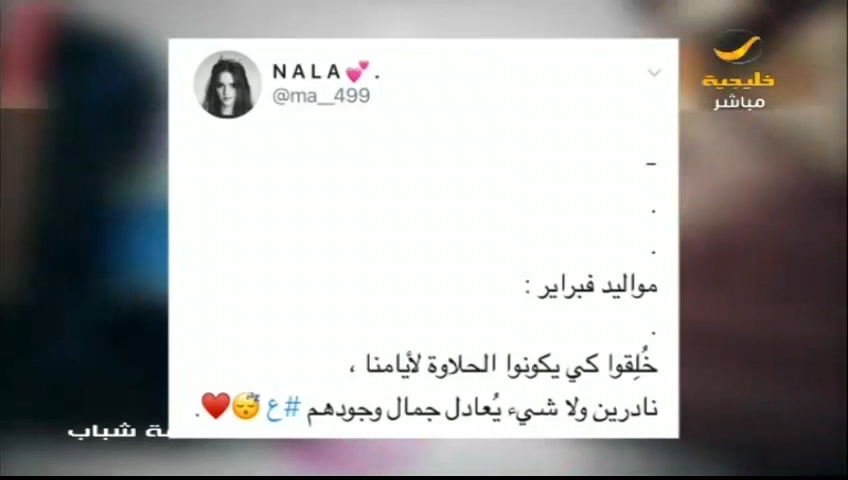 NALA💕.
@ma__499
خليجية
مباشر
_
.
.
مواليد فبراير :
.
خُلِقوا كي يكونوا الحلاوة لأيامنا ،
نادرين ولا شيء يُعادل جمال وجودهم #ع 😴♥️.
شباب